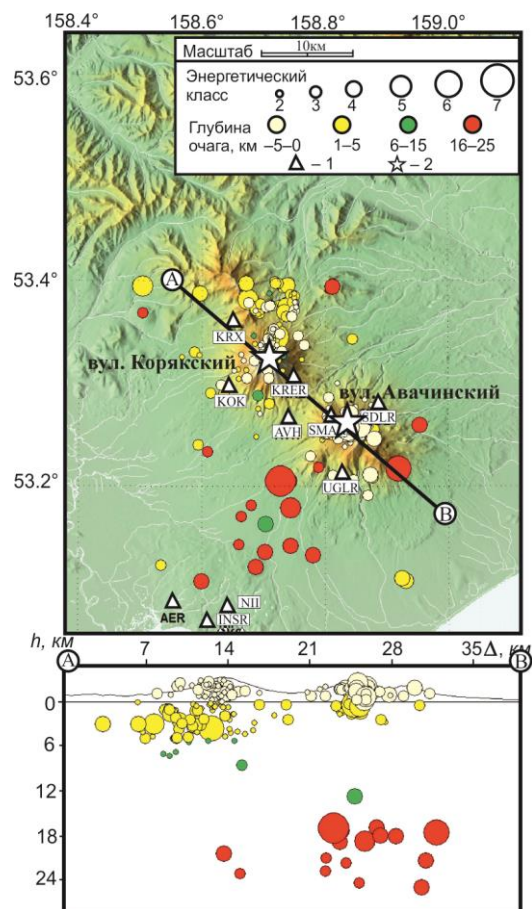 158.4° 158.6° 158.8° 159.0°
Масштаб 10км
Энергетический класс
2 3 4 5 6 7
Глубина очага, км
–5–0 1–5 6–15 16–25
– 1 – 2
53.6°
53.4°
53.2°
A
KRX
вул. Корякский
KRER
KOK
вул. Авачинский
SDLR
SMA
AVH
UGLR
B
NII
AER
INSR
h, км 7 14 21 28 35 Δ, км
A B
0
6
12
18
24